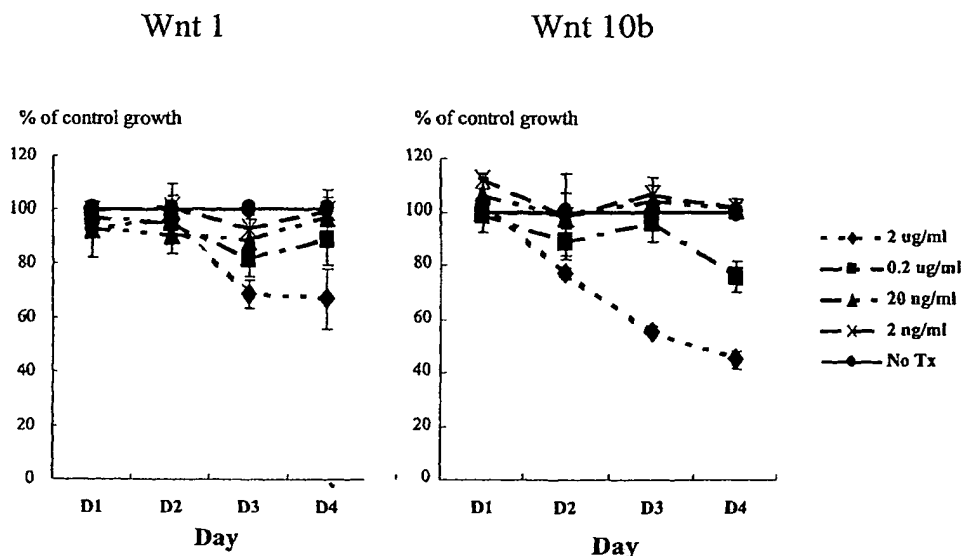 Wnt 1
Wnt 10b
% of control growth
120
100
80
60
40
20
0
D1 D2 D3 D4
Day
% of control growth
120
100
80
60
40
20
0
D1 D2 D3 D4
Day
2 ug/ml
0.2 ug/ml
20 ng/ml
2 ng/ml
No Tx